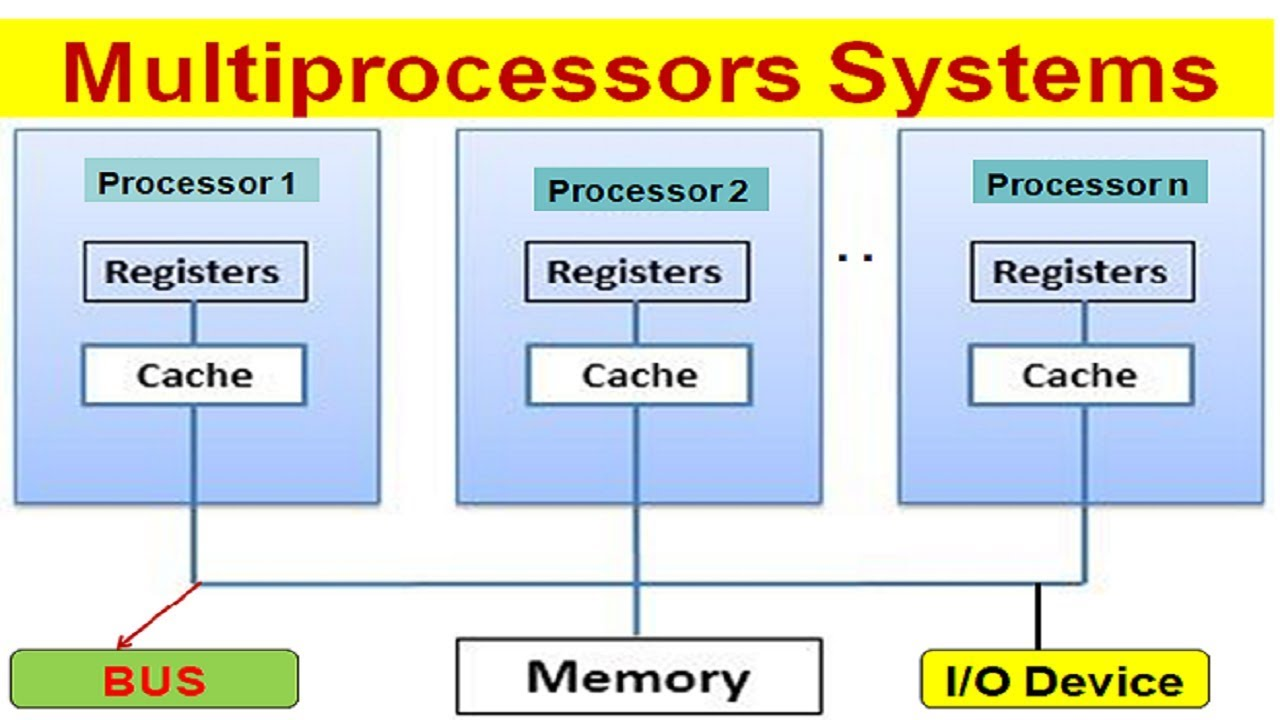 Multiprocessors Systems
Processor 1
Processor 2
Processor n
Registers
Registers
. .
Registers
Cache
Cache
Cache
BUS
Memory
I/O Device